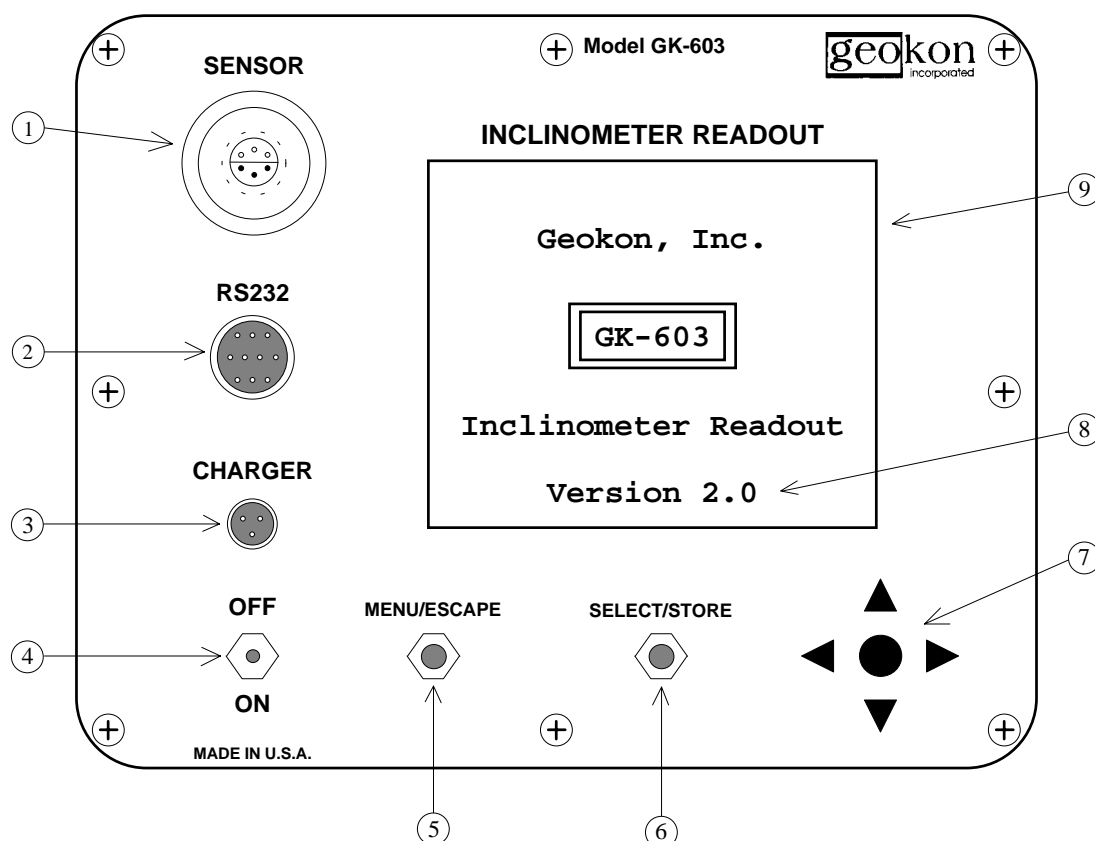 Model GK-603
geokon
incorporated
SENSOR
1
INCLINOMETER READOUT
9
Geokon, Inc.
RS232
2
GK-603
Inclinometer Readout
8
CHARGER
Version 2.0
3
7
OFF
MENU/ESCAPE
SELECT/STORE
4
ON
MADE IN U.S.A.
5
6